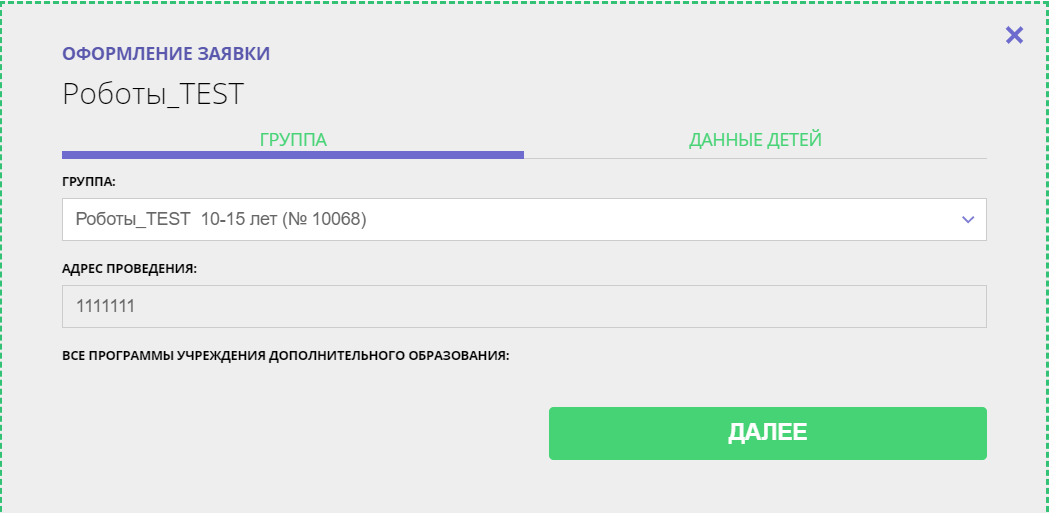 ОФОРМЛЕНИЕ ЗАЯВКИ
Роботы_TEST
ГРУППА ДАННЫЕ ДЕТЕЙ
ГРУППА:
Роботы_TEST 10-15 лет (№ 10068)
АДРЕС ПРОВЕДЕНИЯ:
1111111
ВСЕ ПРОГРАММЫ УЧРЕЖДЕНИЯ ДОПОЛНИТЕЛЬНОГО ОБРАЗОВАНИЯ:
ДАЛЕЕ